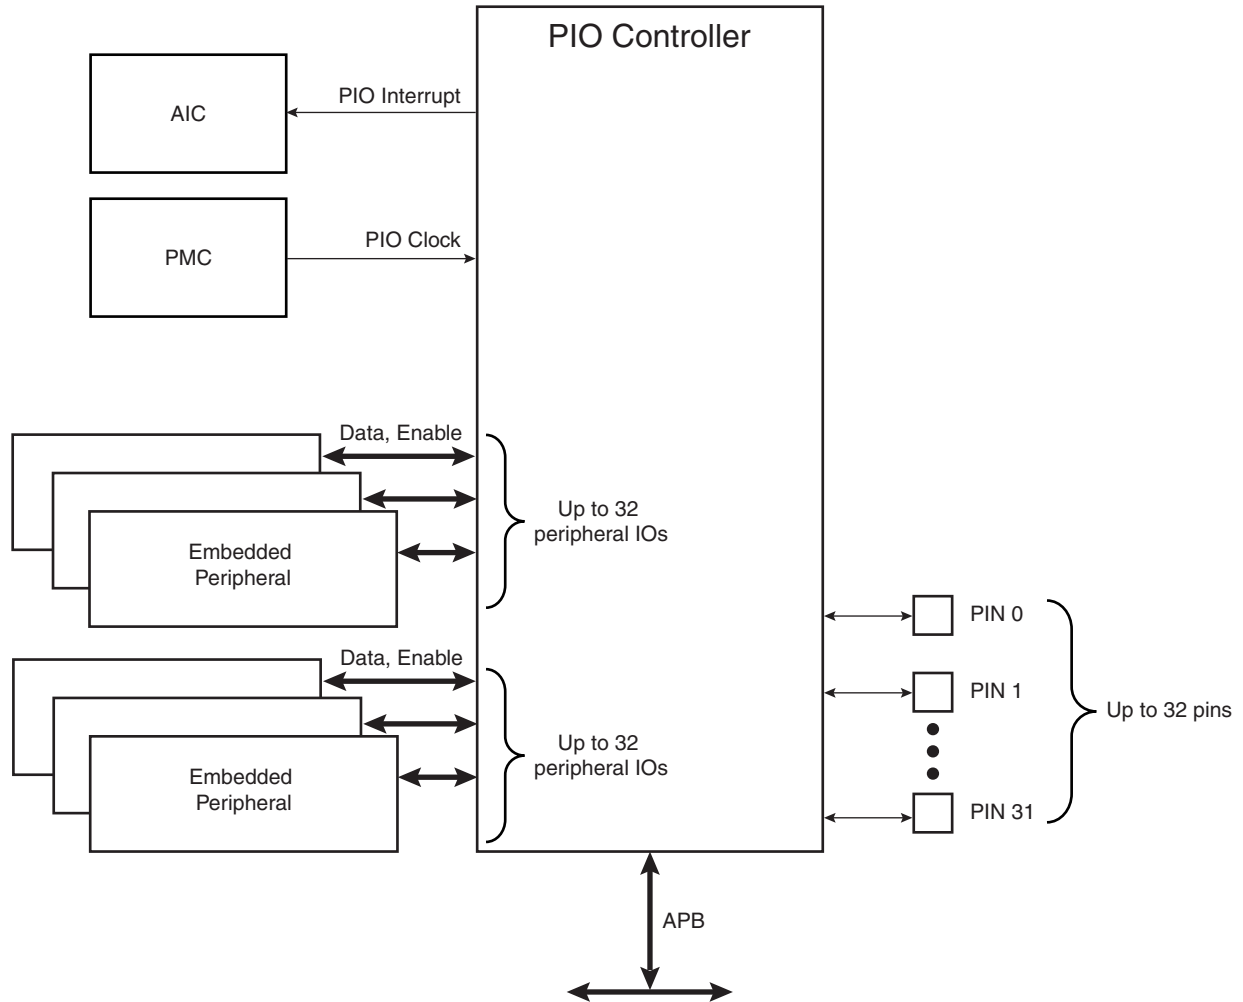 PIO Controller
PIO Interrupt
AIC
PIO Clock
PMC
Data, Enable
Up to 32
peripheral IOs
Embedded
Peripheral
PIN 0
Data, Enable
PIN 1
Up to 32 pins
Up to 32
peripheral IOs
Embedded
Peripheral
PIN 31
APB